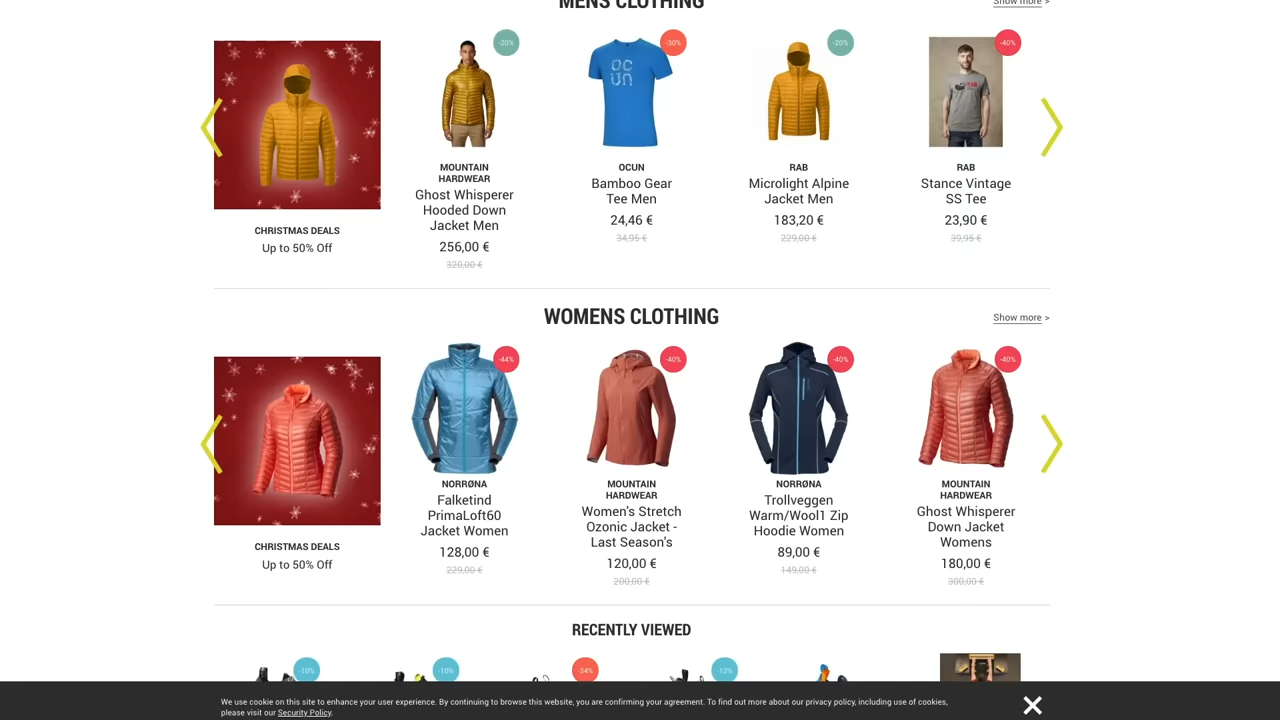 MENS CLOTHING
Show more >
-20%
-30%
-20%
-40%
OC
UN
RAB
CHRISTMAS DEALS
Up to 50% Off
MOUNTAIN
HARDWEAR
Ghost Whisperer
Hooded Down
Jacket Men
256,00 €
320,00 €
OCUN
Bamboo Gear
Tee Men
24,46 €
34,95 €
RAB
Microlight Alpine
Jacket Men
183,20 €
229,00 €
RAB
Stance Vintage
SS Tee
23,90 €
39,95 €
WOMENS CLOTHING
Show more >
-44%
-40%
-40%
-40%
CHRISTMAS DEALS
Up to 50% Off
NORRØNA
Falketind
PrimaLoft60
Jacket Women
128,00 €
229,00 €
MOUNTAIN
HARDWEAR
Women's Stretch
Ozonic Jacket -
Last Season's
120,00 €
200,00 €
NORRØNA
Trollveggen
Warm/Wool1 Zip
Hoodie Women
89,00 €
149,00 €
MOUNTAIN
HARDWEAR
Ghost Whisperer
Down Jacket
Womens
180,00 €
300,00 €
RECENTLY VIEWED
-10%
-10%
-34%
-12%
We use cookie on this site to enhance your user experience. By continuing to browse this website, you are confirming your agreement. To find out more about our privacy policy, including use of cookies,
please visit our Security Policy.